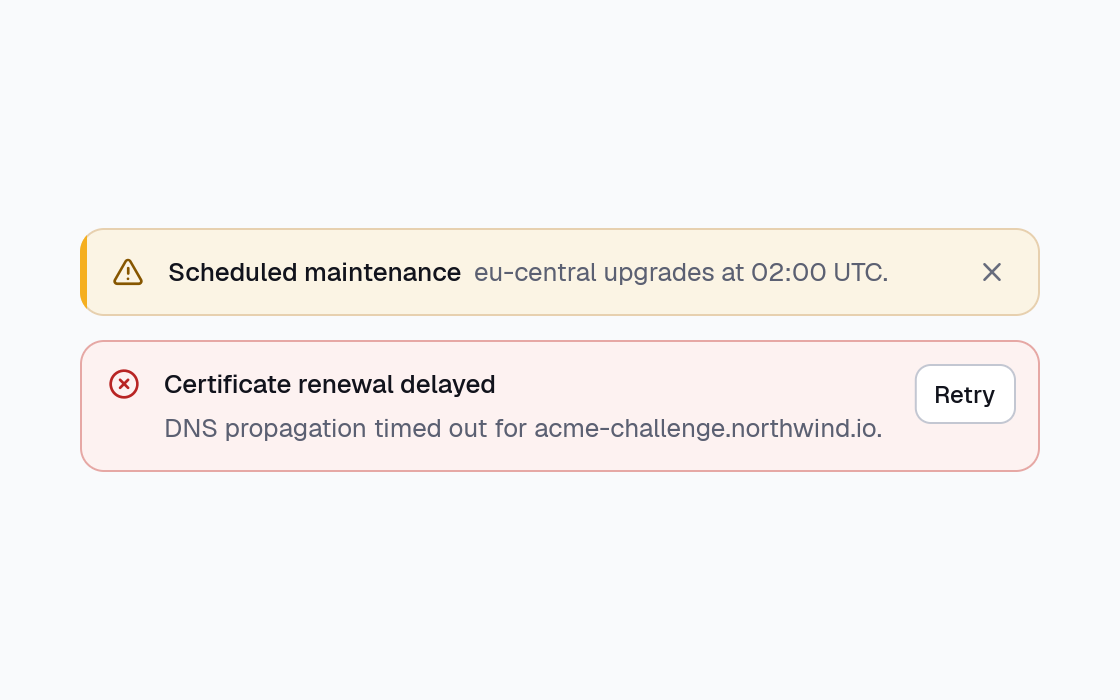 Scheduled maintenance eu-central upgrades at 02:00 UTC.
Certificate renewal delayed
Retry
DNS propagation timed out for acme-challenge.northwind.io.